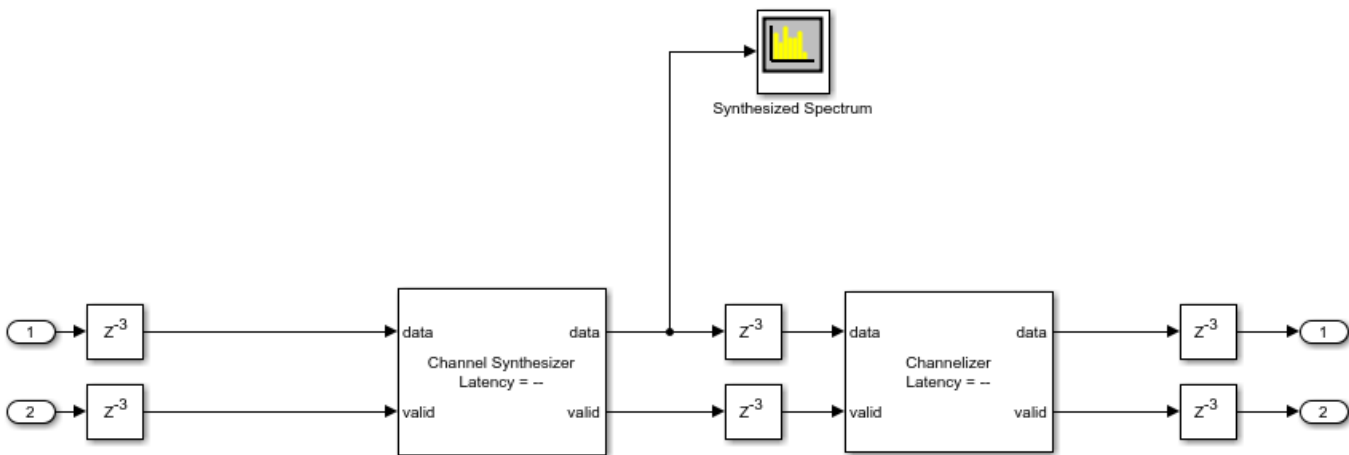 Synthesized Spectrum
1
Z-3
data
data
Z-3
data
data
Z-3
1
Channel Synthesizer
Latency = --
Channelizer
Latency = --
2
Z-3
valid
valid
Z-3
valid
valid
Z-3
2